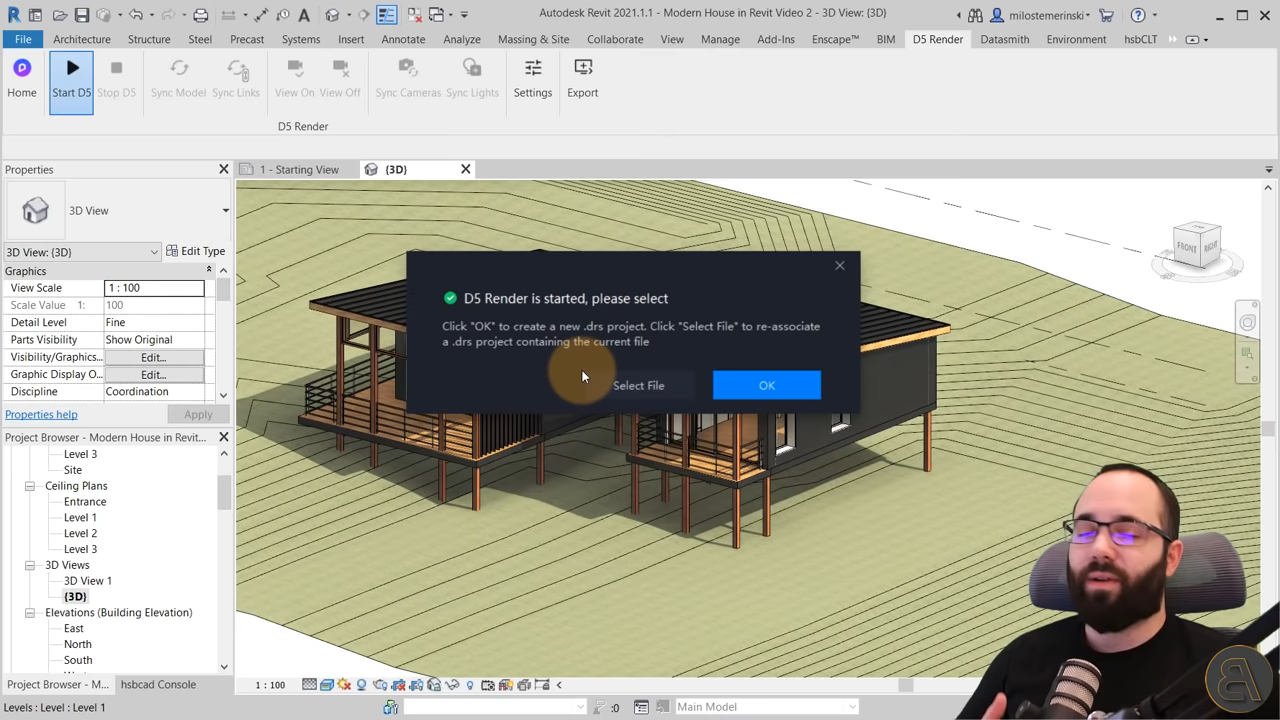 Autodesk Revit 2021.1.1 - Modern House in Revit Video 2 - 3D View: {3D}
milostemerinski
File
Architecture
Structure
Steel
Precast
Systems
Insert
Annotate
Analyze
Massing & Site
Collaborate
View
Manage
Add-Ins
Enscape™
BIM
D5 Render
Datasmith
Environment
hsbCLT
Home
Start D5
Stop D5
Sync Model
Sync Links
View On
View Off
Sync Cameras
Sync Lights
Settings
Export
D5 Render
Properties
1 - Starting View
{3D}
3D View
3D View: {3D}
Edit Type
Graphics
View Scale
1 : 100
Scale Value 1:
100
Detail Level
Fine
Parts Visibility
Show Original
Visibility/Graphics
Edit...
Graphic Display O...
Edit...
Discipline
Coordination
Properties help
Apply
Project Browser - Modern House in Revit...
Level 3
Site
Ceiling Plans
Entrance
Level 1
Level 2
Level 3
3D Views
3D View 1
{3D}
Elevations (Building Elevation)
East
North
South
Project Browser - M...
hsbcad Console
FRONT
RIGHT
D5 Render is started, please select
Click "OK" to create a new .drs project. Click "Select File" to re-associate
a .drs project containing the current file
Select File
OK
1 : 100
Levels : Level : Level 1
:0
Main Model